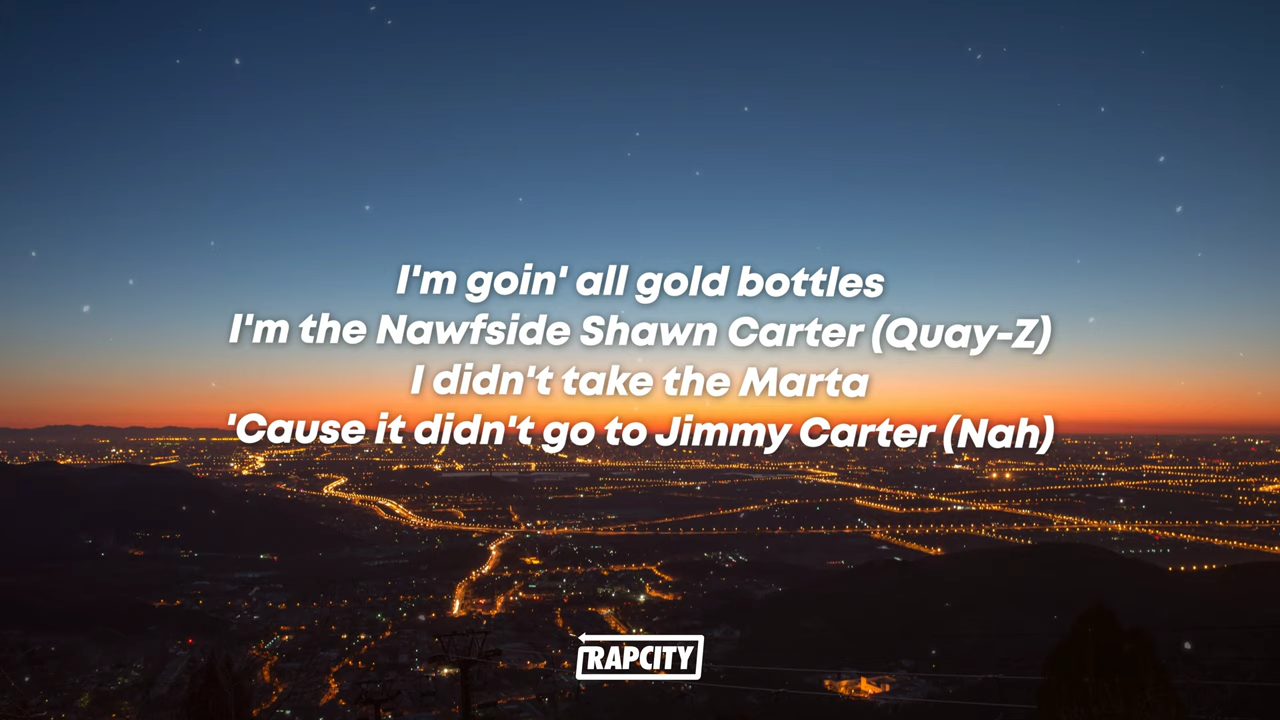 I'm goin' all gold bottles
I'm the Nawfside Shawn Carter (Quay-Z)
I didn't take the Marta
'Cause it didn't go to Jimmy Carter (Nah)
RAPCITY